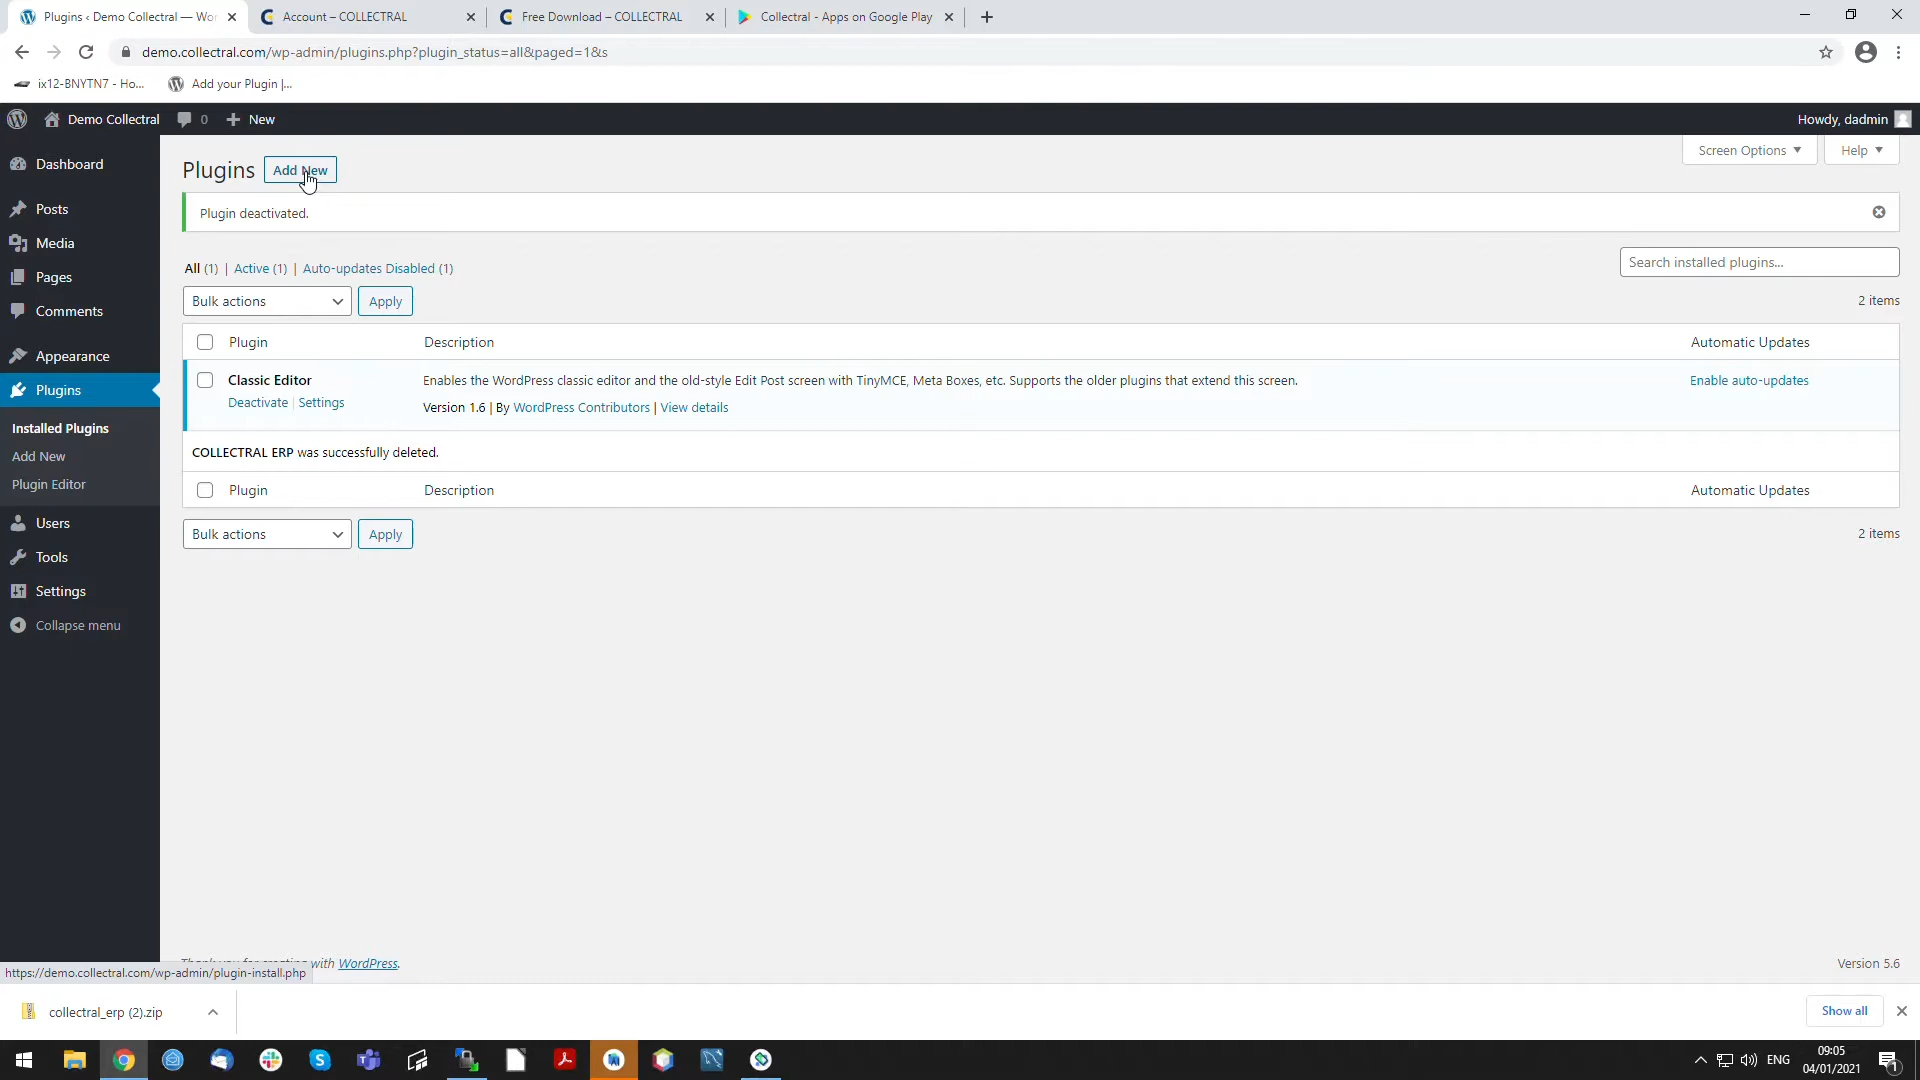 Plugins ‹ Demo Collectral — Wor
Account – COLLECTRAL
Free Download – COLLECTRAL
Collectral - Apps on Google Play
demo.collectral.com/wp-admin/plugins.php?plugin_status=all&paged=1&s
ix12-BNYTN7 - Ho...
Add your Plugin |...
Demo Collectral
0
New
Howdy, dadmin
Dashboard
Posts
Media
Pages
Comments
Appearance
Plugins
Installed Plugins
Add New
Plugin Editor
Users
Tools
Settings
Collapse menu
Screen Options
Help
Plugins
Add New
Plugin deactivated.
All (1) | Active (1) | Auto-updates Disabled (1)
Search installed plugins...
Bulk actions
Apply
2 items
Plugin
Description
Automatic Updates
Classic Editor
Deactivate | Settings
Enables the WordPress classic editor and the old-style Edit Post screen with TinyMCE, Meta Boxes, etc. Supports the older plugins that extend this screen.
Version 1.6 | By WordPress Contributors | View details
Enable auto-updates
COLLECTRAL ERP was successfully deleted.
Plugin
Description
Automatic Updates
Bulk actions
Apply
2 items
Thank you for creating with WordPress.
Version 5.6
https://demo.collectral.com/wp-admin/plugin-install.php
collectral_erp (2).zip
Show all
ENG
09:05
04/01/2021
1